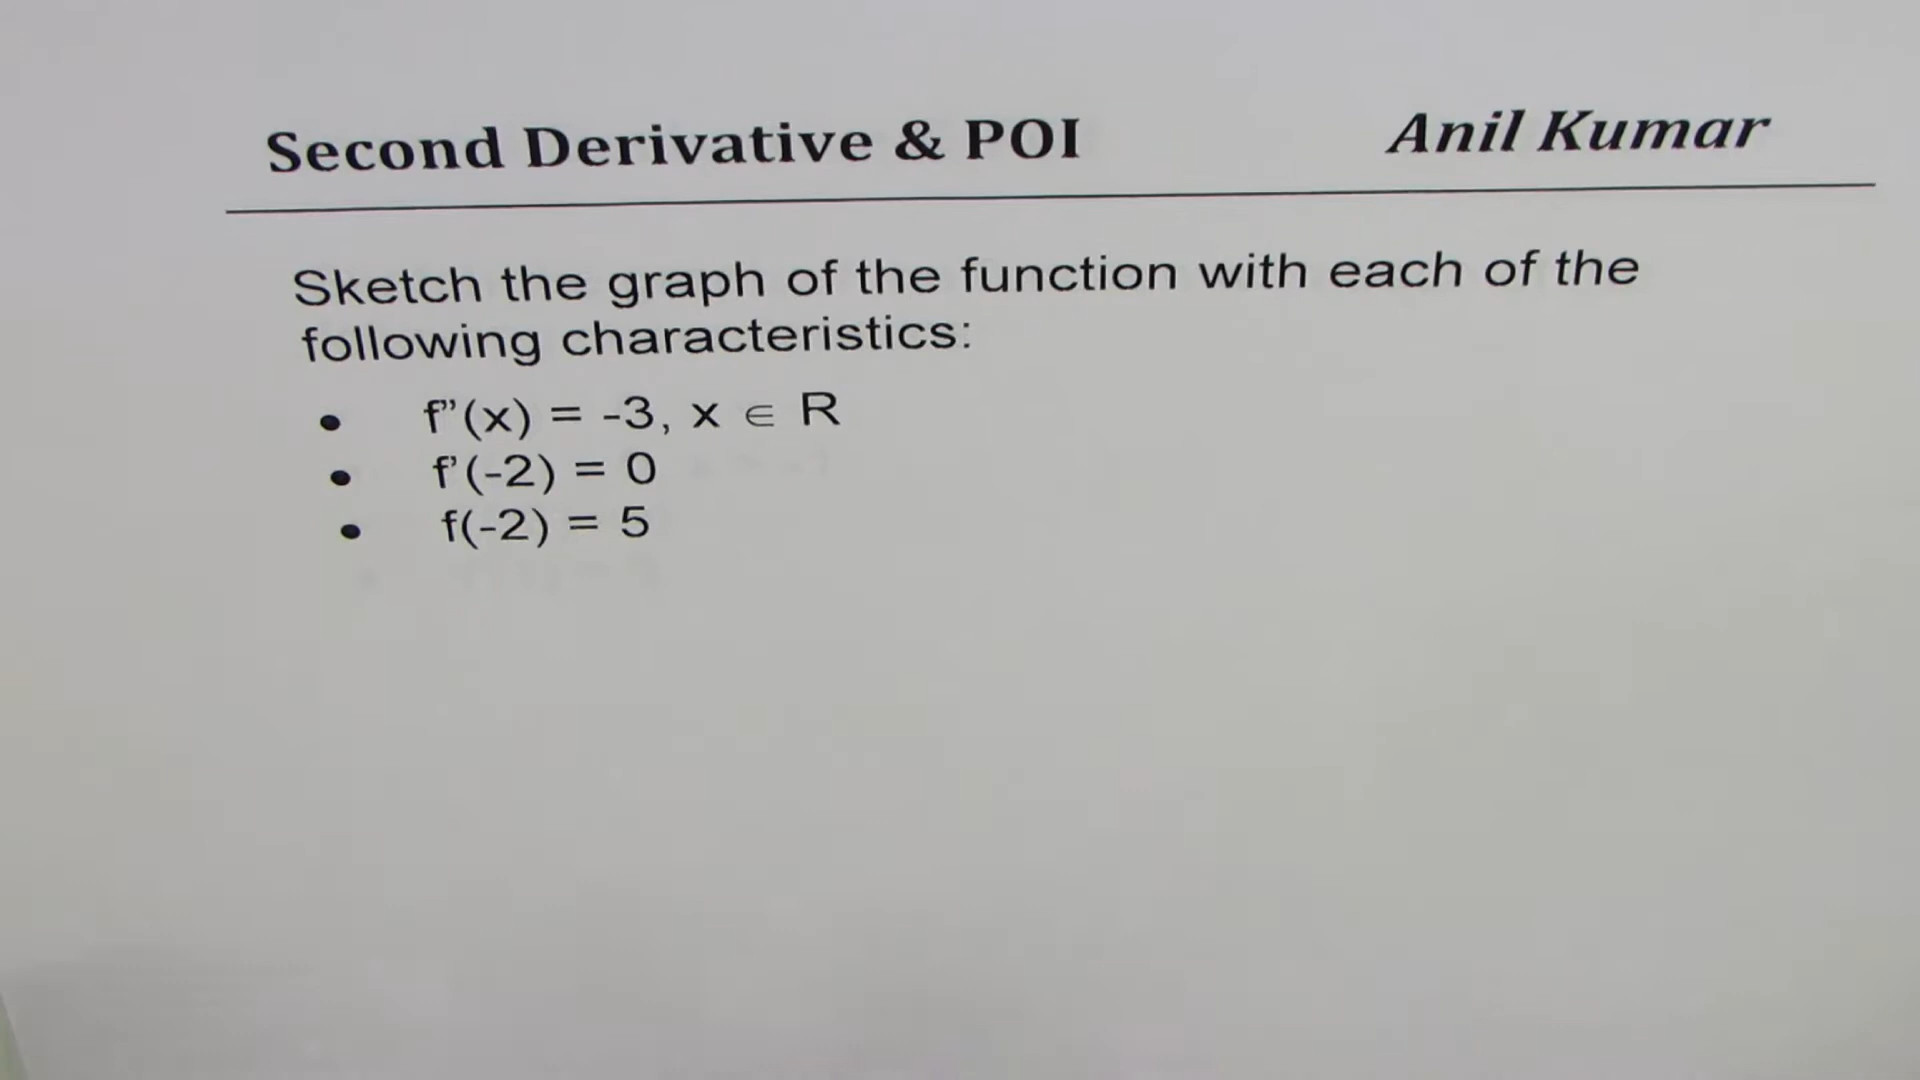 Second Derivative & POI
Anil Kumar
Sketch the graph of the function with each of the
following characteristics:
• f”(x) = -3, x ∈ R
• f’(-2) = 0
• f(-2) = 5